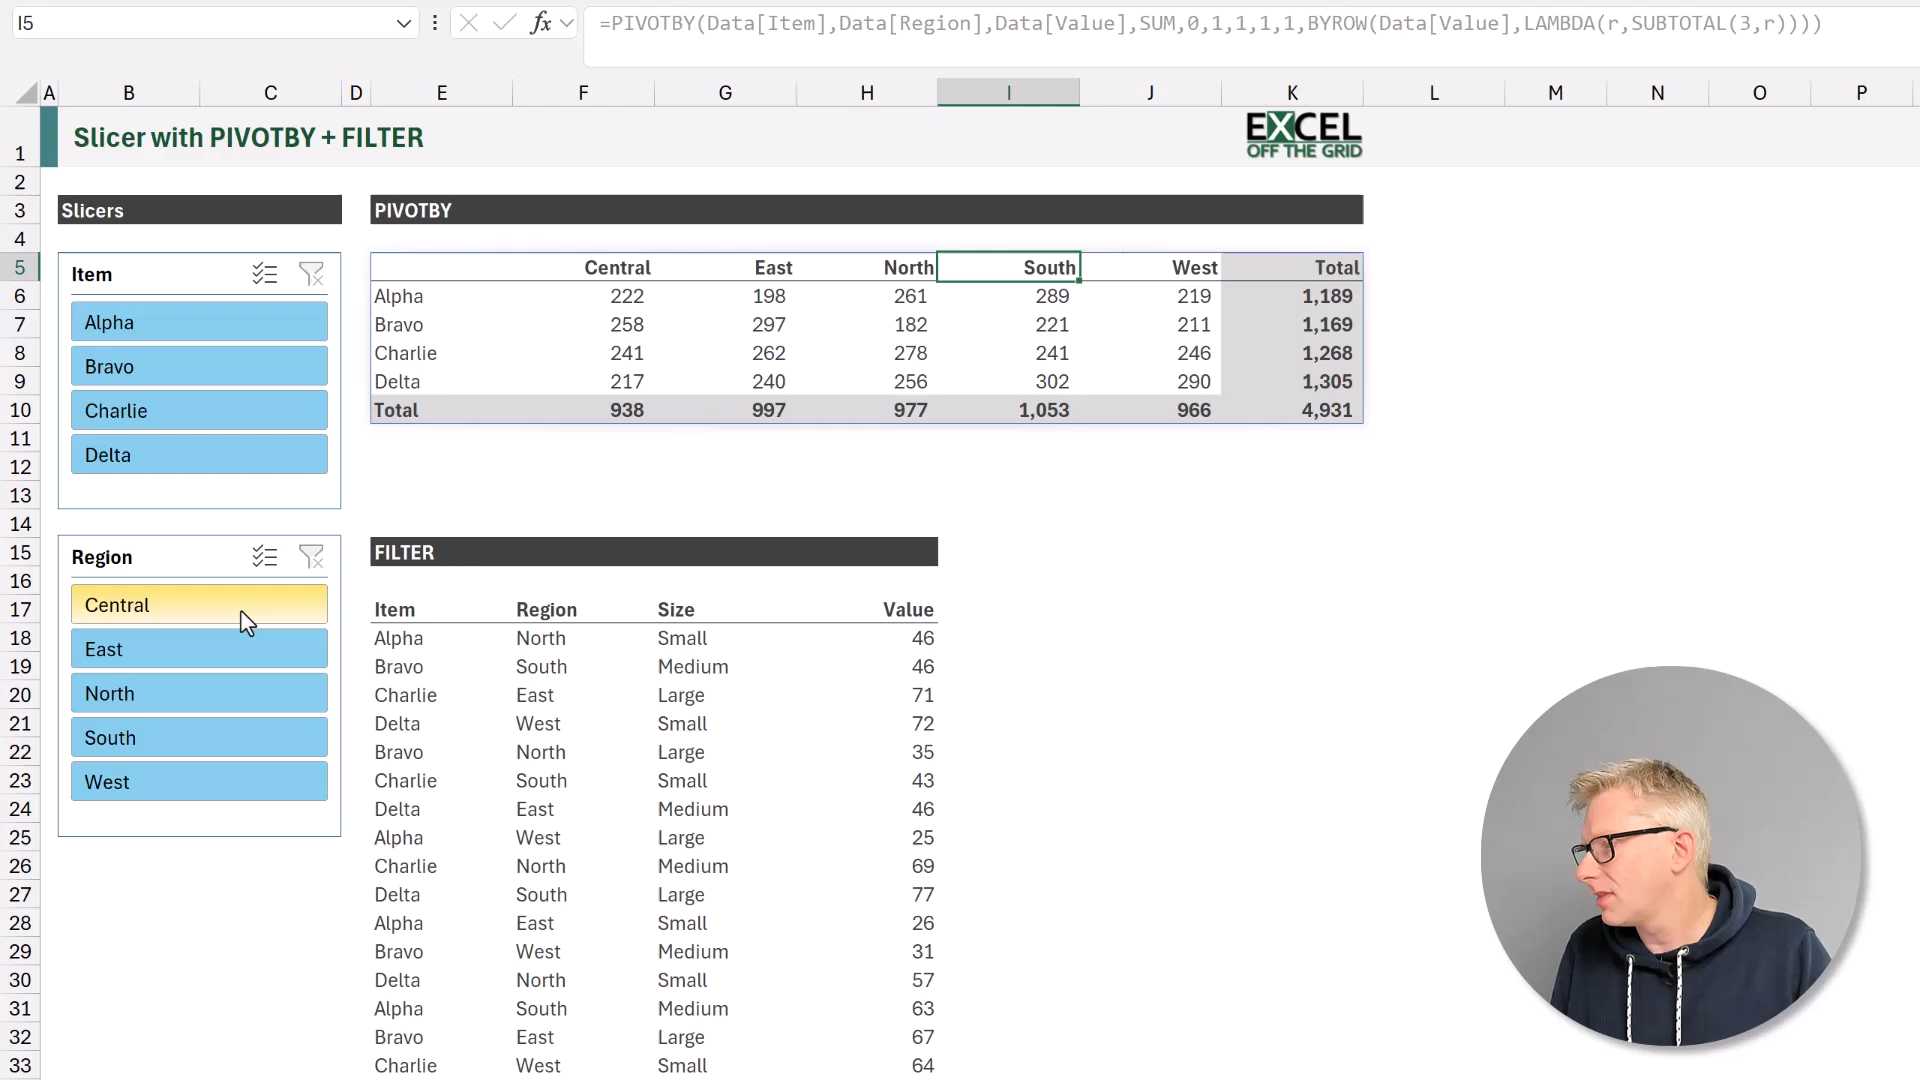 I5
fx
=PIVOTBY(Data[Item],Data[Region],Data[Value],SUM,0,1,1,1,1,BYROW(Data[Value],LAMBDA(r,SUBTOTAL(3,r))))
A B C D E F G H I J K L M N O P
1 Slicer with PIVOTBY + FILTER EXCEL
OFF THE GRID
2
3 Slicers PIVOTBY
4
5 Item Central East North South West Total
6 Alpha 222 198 261 289 219 1,189
Alpha
7 Bravo 258 297 182 221 211 1,169
Bravo
8 Charlie 241 262 278 241 246 1,268
9 Delta 217 240 256 302 290 1,305
10 Charlie Total 938 997 977 1,053 966 4,931
11
Delta
12
13
14
15 Region FILTER
16
17 Central Item Region Size Value
18 Alpha North Small 46
East
19 Bravo South Medium 46
20 North Charlie East Large 71
21 Delta West Small 72
South
22 Bravo North Large 35
23 West Charlie South Small 43
24 Delta East Medium 46
25 Alpha West Large 25
26 Charlie North Medium 69
27 Delta South Large 77
28 Alpha East Small 26
29 Bravo West Medium 31
30 Delta North Small 57
31 Alpha South Medium 63
32 Bravo East Large 67
33 Charlie West Small 64